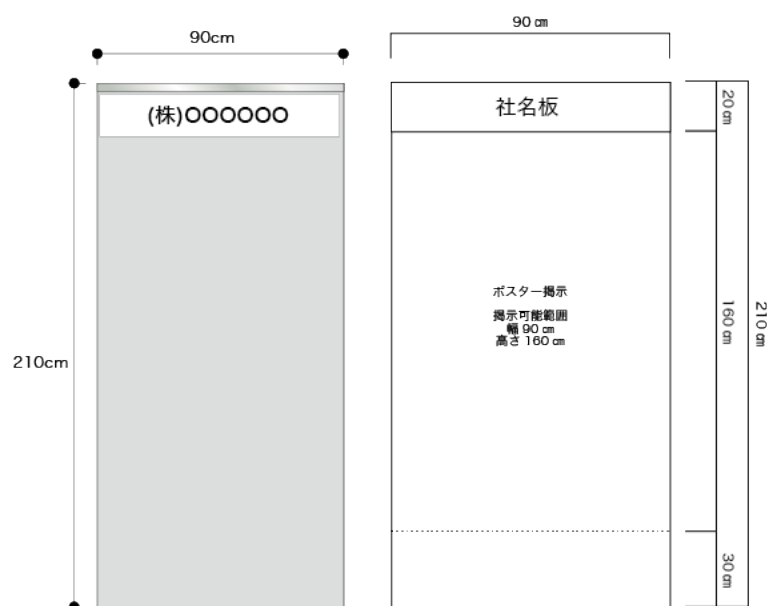 90cm
(株)○○○○○○
210cm
90 ㎝
社名板
ポスター掲示
掲示可能範囲
幅 90 ㎝
高さ 160 ㎝
20 ㎝
160 ㎝
30 ㎝
210 ㎝